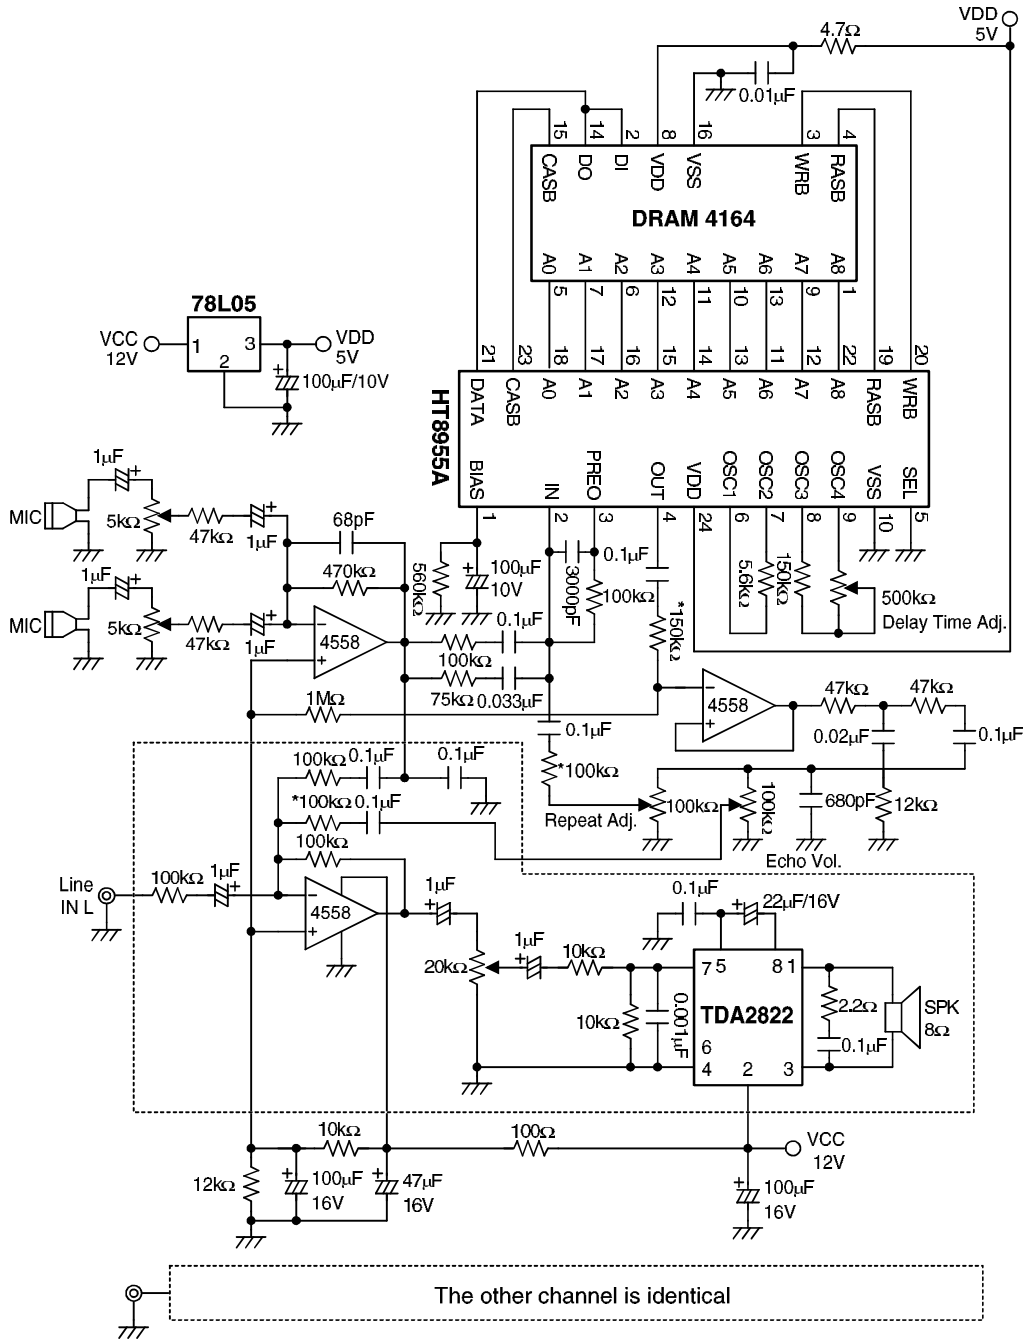 VDD
5V
4.7Ω
0.01µF
15 14 2 8 16 3 4
CASB DO DI VDD VSS WRB RASB
DRAM 4164
A0 A1 A2 A3 A4 A5 A6 A7 A8
5 7 6 12 11 10 13 9 1
78L05
VCC
12V
1 2 3
VDD
5V
100µF/10V
21 23 18 17 16 15 14 13 11 12 22 19 20
DATA CASB A0 A1 A2 A3 A4 A5 A6 A7 A8 RASB WRB
HT8955A
BIAS IN PREO OUT VDD OSC1 OSC2 OSC3 OSC4 VSS SEL
1 2 3 4 24 6 7 8 9 10 5
1µF
MIC
5kΩ
47kΩ
1µF
68pF
470kΩ
560kΩ
100µF
10V
3000pF
0.1µF
100kΩ
*150kΩ
5.6kΩ
150kΩ
500kΩ
Delay Time Adj.
1µF
MIC
5kΩ
47kΩ
1µF
−
+
4558
0.1µF
100kΩ
75kΩ
0.033µF
1MΩ
0.1µF
*100kΩ
−
+
4558
47kΩ
47kΩ
0.02µF
0.1µF
100kΩ
0.1µF
0.1µF
*100kΩ
0.1µF
100kΩ
Repeat Adj.
100kΩ
100kΩ
680pF
12kΩ
Echo Vol.
Line
IN L
100kΩ
1µF
−
+
4558
1µF
20kΩ
1µF
10kΩ
10kΩ
0.001µF
0.1µF
22µF/16V
7 5 8 1
TDA2822
6
4 2 3
2.2Ω
0.1µF
SPK
8Ω
10kΩ
100Ω
VCC
12V
12kΩ
100µF
16V
47µF
16V
100µF
16V
The other channel is identical